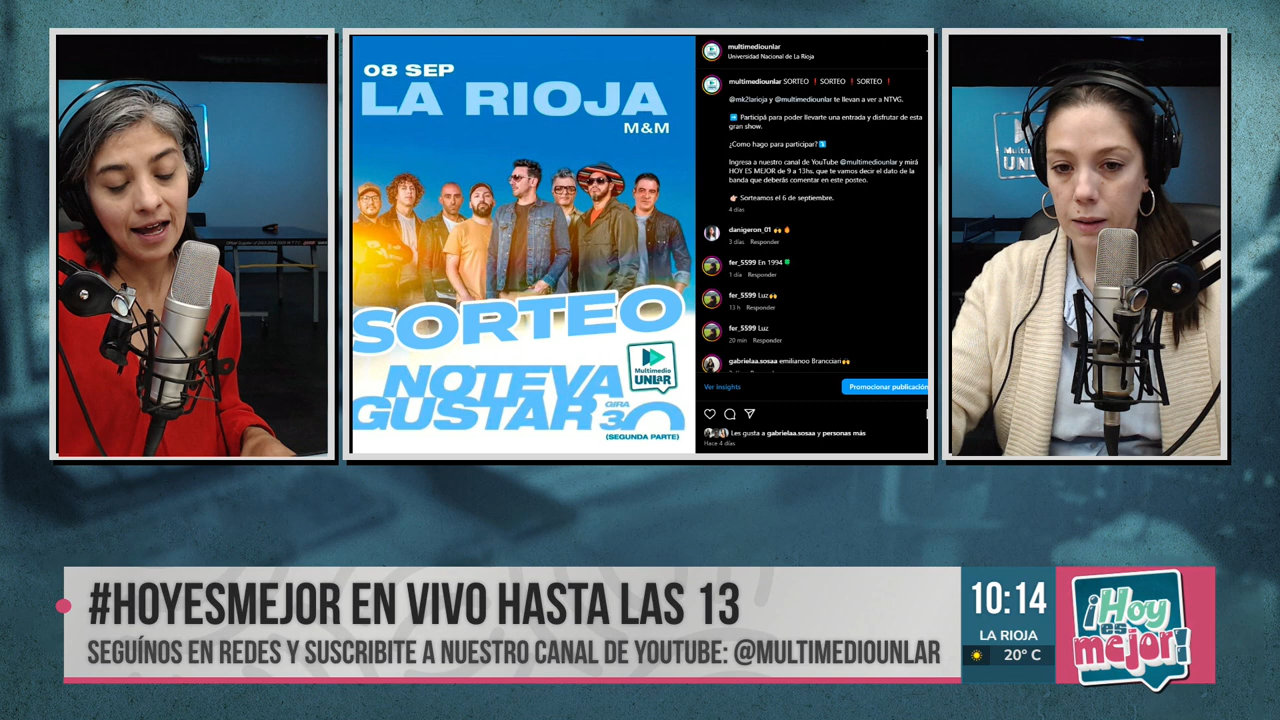 08 SEP
LA RIOJA
M&M
SORTEO
Multimedio
UNLAR
NO TE VA
GUSTAR
GIRA
30
(SEGUNDA PARTE)
multimediounlar
Universidad Nacional de La Rioja
multimediounlar SORTEO ❗SORTEO ❗SORTEO ❗
@mk2larioja y @multimediounlar te llevan a ver a NTVG.
➡️ Participá para poder llevarte una entrada y disfrutar de esta
gran show.
¿Como hago para participar? ⤵️
Ingresa a nuestro canal de YouTube @multimediounlar y mirá
HOY ES MEJOR de 9 a 13hs. que te vamos decir el dato de la
banda que deberás comentar en este posteo.
👉🏻 Sorteamos el 6 de septiembre.
4 días
danigeron_01 🙌🔥
3 días Responder
fer_5599 En 1994 🍀
1 día Responder
fer_5599 Luz🙌
13 h Responder
fer_5599 Luz
20 min Responder
gabrielaa.sosaa emilianoo Branccciari🙌
Ver insights
Promocionar publicación
Les gusta a gabrielaa.sosaa y personas más
Hace 4 días
#HOYESMEJOR EN VIVO HASTA LAS 13
SEGUÍNOS EN REDES Y SUSCRIBITE A NUESTRO CANAL DE YOUTUBE: @MULTIMEDIOUNLAR
10:14
LA RIOJA
20° C
¡Hoy
es
mejor!